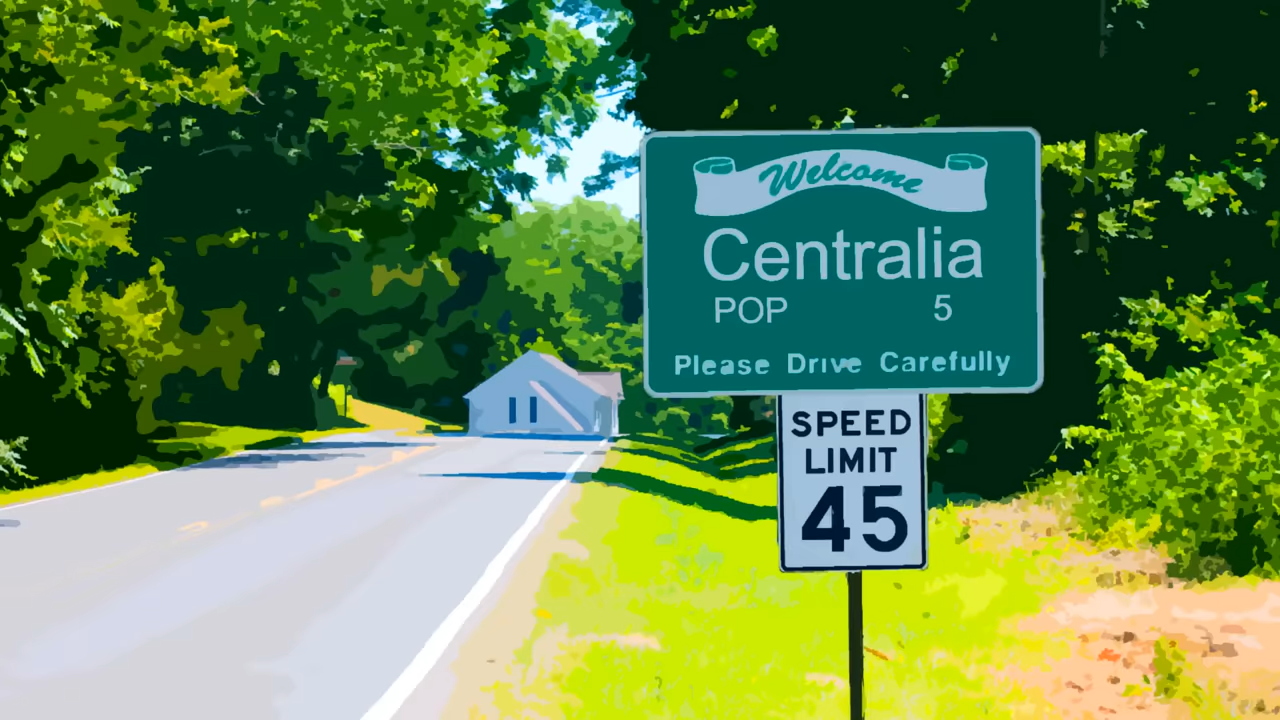 Welcome
Centralia
POP 5
Please Drive Carefully
SPEED
LIMIT
45